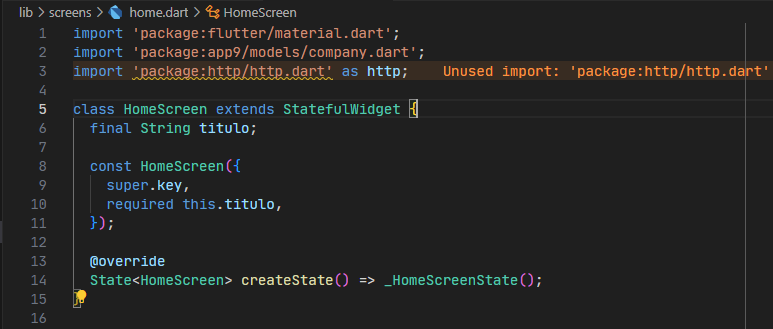 lib > screens > home.dart > HomeScreen
1 import 'package:flutter/material.dart';
2 import 'package:app9/models/company.dart';
3 import 'package:http/http.dart' as http; Unused import: 'package:http/http.dart'
4
5 class HomeScreen extends StatefulWidget {
6 final String titulo;
7
8 const HomeScreen({
9 super.key,
10 required this.titulo,
11 });
12
13 @override
14 State<HomeScreen> createState() => _HomeScreenState();
15 }
16